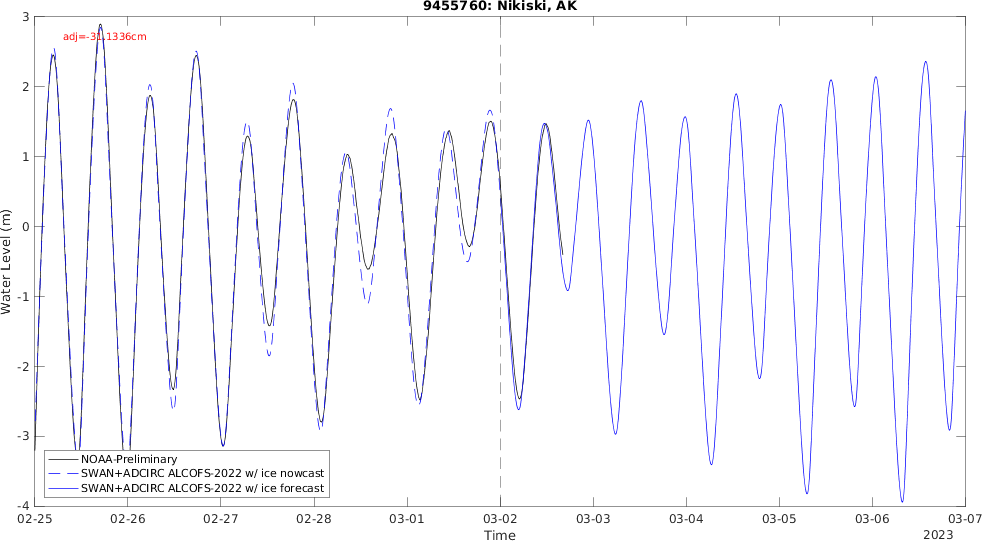 9455760: Nikiski, AK
adj=-31.1336cm
Water Level (m)
3
2
1
0
-1
-2
-3
-4
NOAA-Preliminary
SWAN+ADCIRC ALCOFS-2022 w/ ice nowcast
SWAN+ADCIRC ALCOFS-2022 w/ ice forecast
02-25 02-26 02-27 02-28 03-01 03-02 03-03 03-04 03-05 03-06 03-07
Time
2023